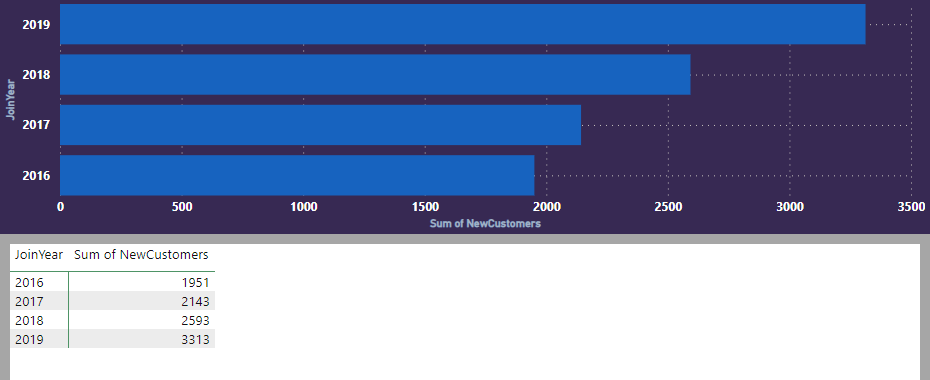 2019
2018
2017
2016
JoinYear
0 500 1000 1500 2000 2500 3000 3500
Sum of NewCustomers
JoinYear Sum of NewCustomers
2016 1951
2017 2143
2018 2593
2019 3313